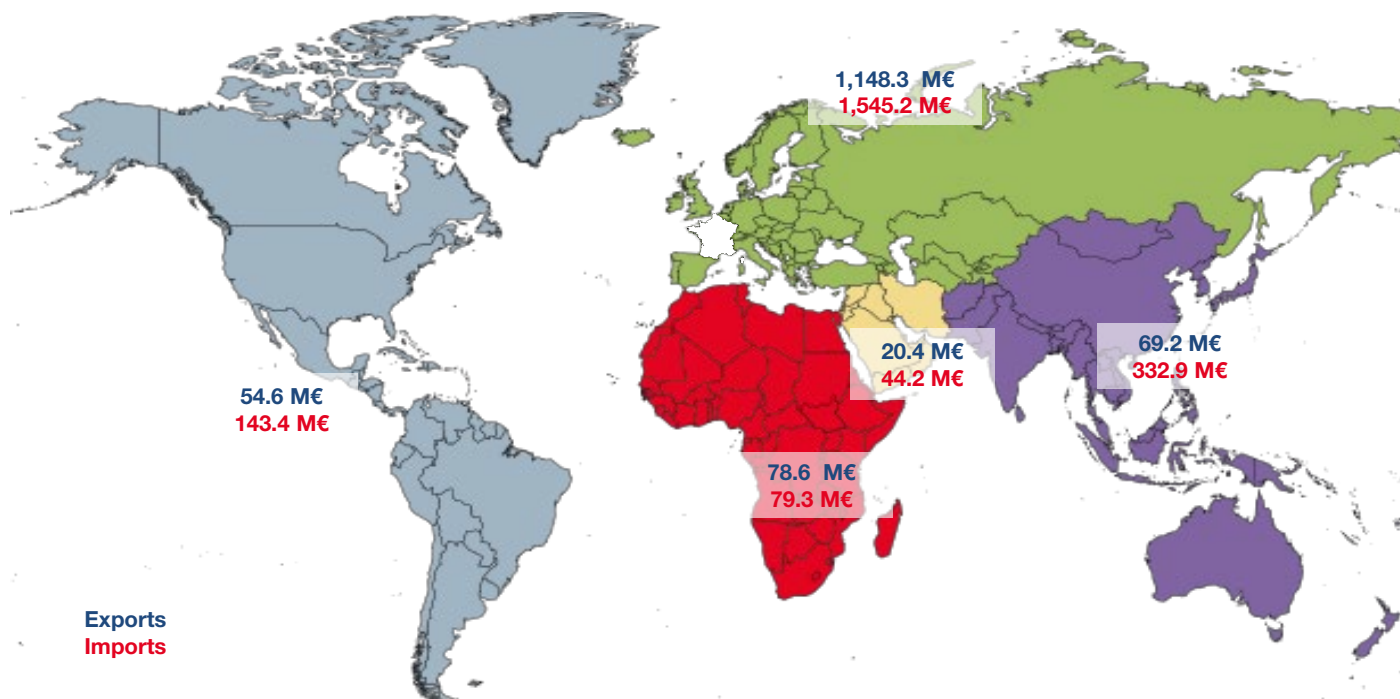 1,148.3 M€
1,545.2 M€
20.4 M€
44.2 M€
69.2 M€
332.9 M€
54.6 M€
143.4 M€
78.6 M€
79.3 M€
Exports
Imports